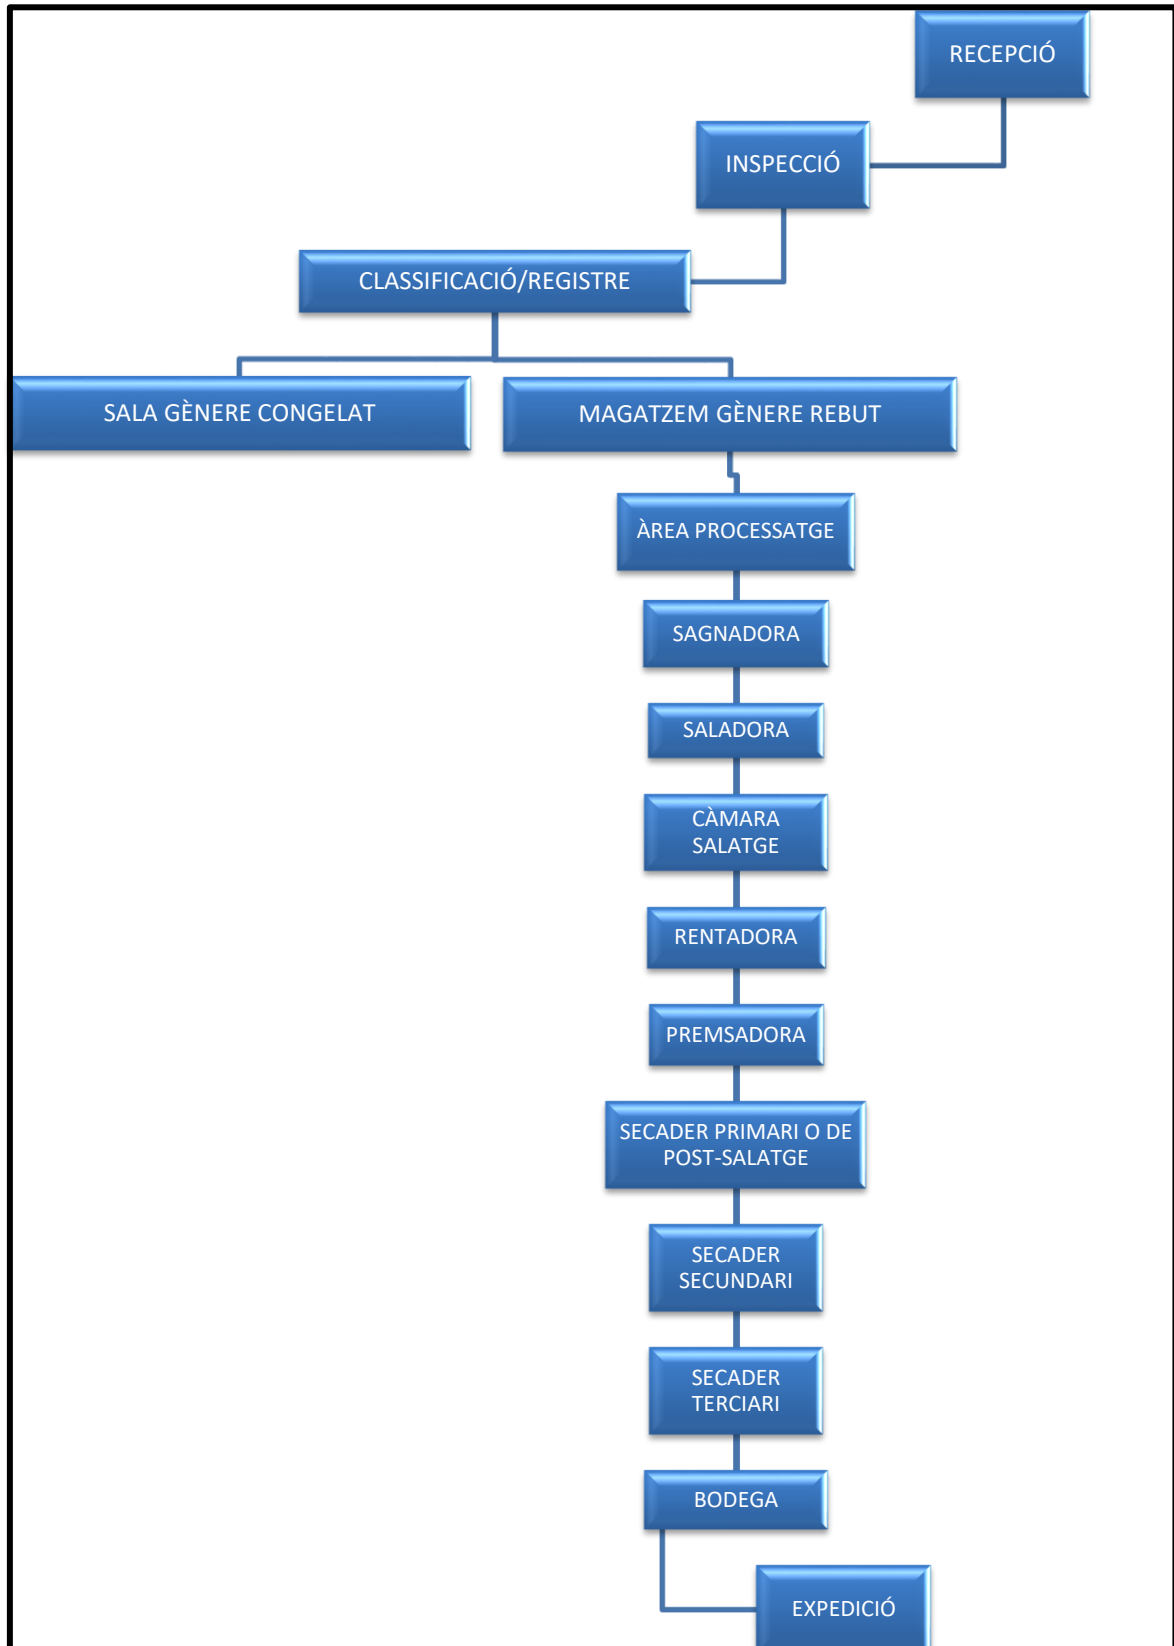 RECEPCIÓ
INSPECCIÓ
CLASSIFICACIÓ/REGISTRE
SALA GÈNERE CONGELAT
MAGATZEM GÈNERE REBUT
ÀREA PROCESSATGE
SAGNADORA
SALADORA
CÀMARA
SALATGE
RENTADORA
PREMSADORA
SECADER PRIMARI O DE
POST-SALATGE
SECADER
SECUNDARI
SECADER
TERCIARI
BODEGA
EXPEDICIÓ